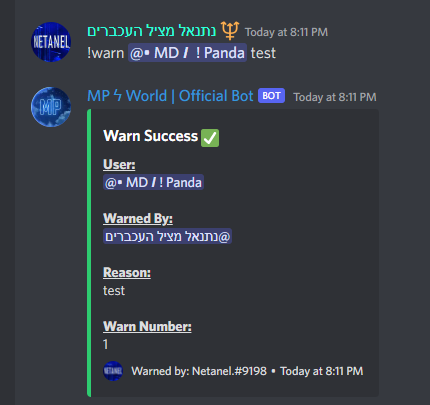 נתנאל מציל העכברים Today at 8:11 PM
NETANEL
!warn @▪ MD 𝑰 ! Panda test
MP ל World | Official Bot BOT Today at 8:11 PM
MP
Warn Success ✅
User:
@▪ MD 𝑰 ! Panda
Warned By:
@נתנאל מציל העכברים
Reason:
test
Warn Number:
1
NETANEL Warned by: Netanel.#9198 • Today at 8:11 PM